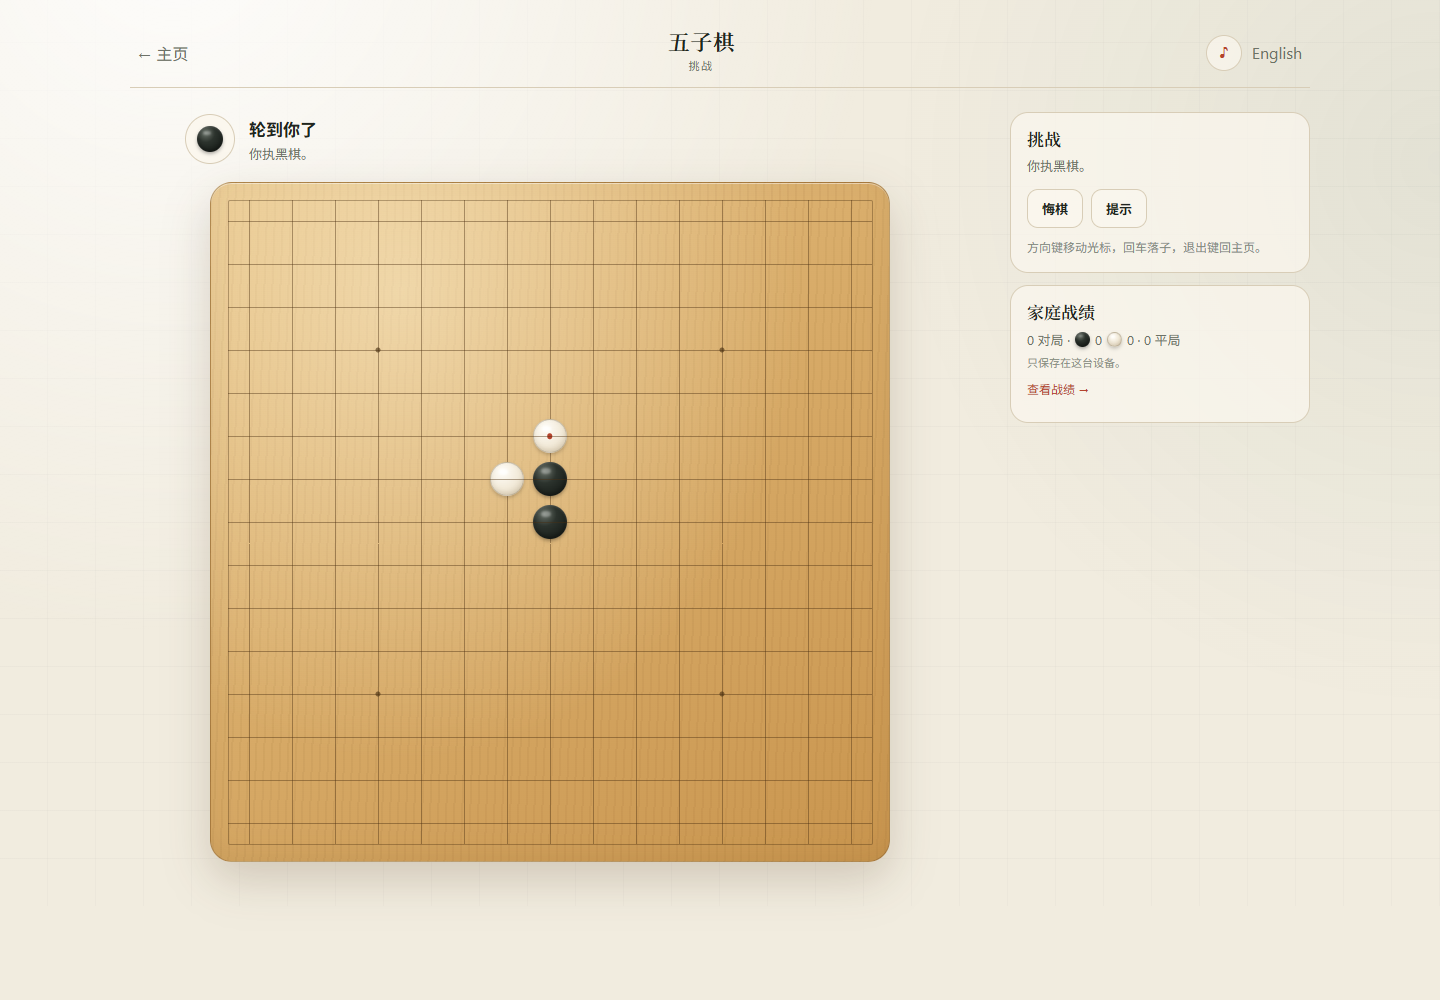 ← 主页
五子棋
挑战
♪ English
轮到你了
你执黑棋。
挑战
你执黑棋。
悔棋 提示
方向键移动光标，回车落子，退出键回主页。
家庭战绩
0 对局 · 0 0 · 0 平局
只保存在这台设备。
查看战绩 →